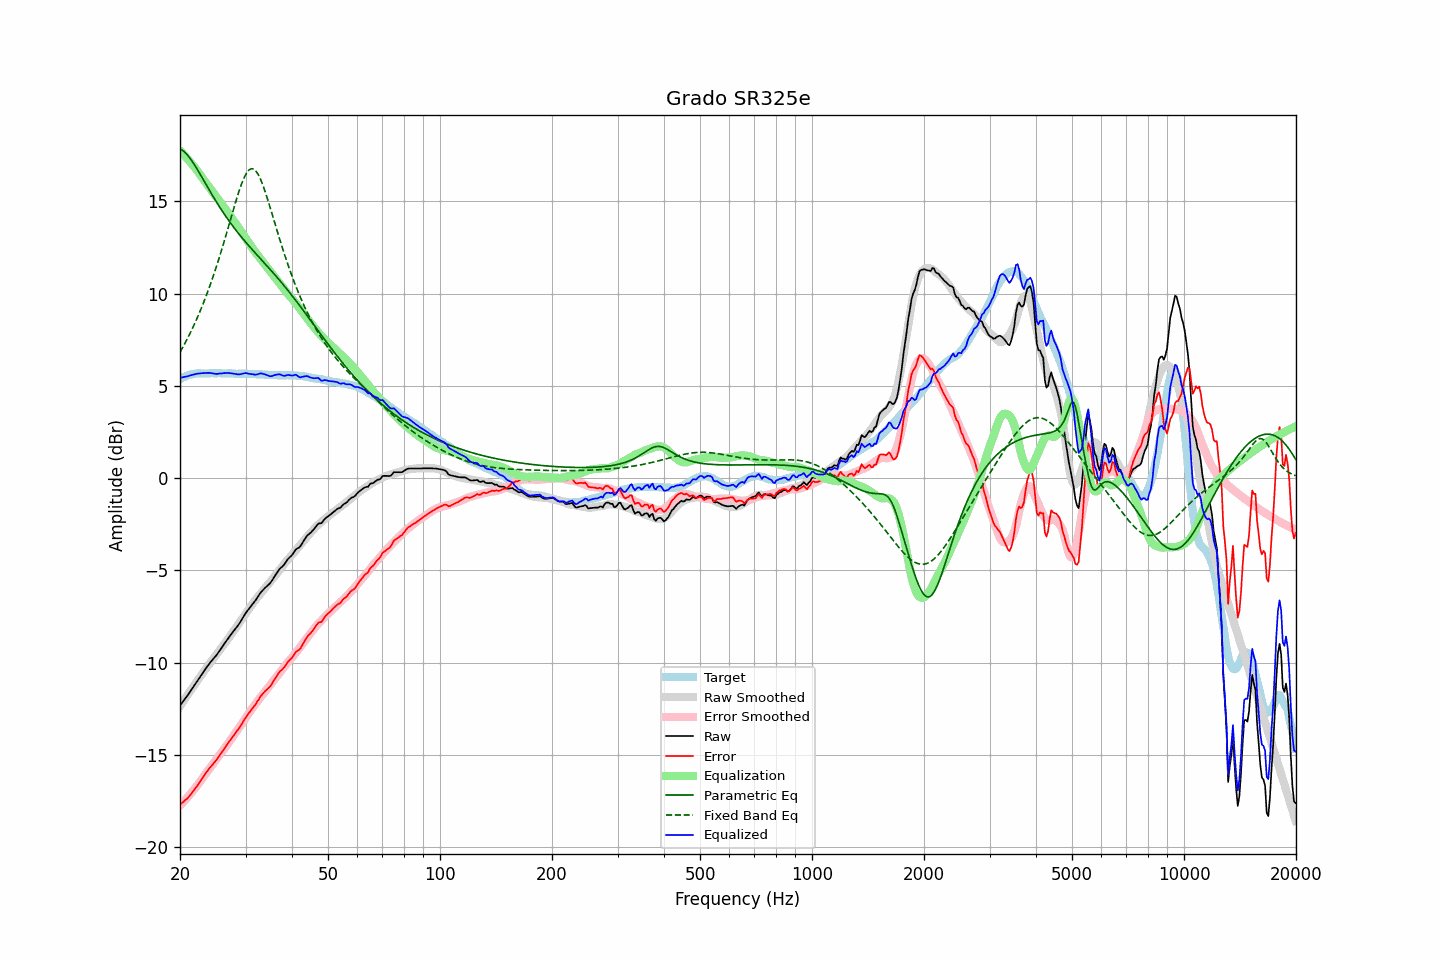 Grado SR325e
Amplitude (dBr)
15
10
5
0
−5
−10
−15
−20
Target
Raw Smoothed
Error Smoothed
Raw
Error
Equalization
Parametric Eq
Fixed Band Eq
Equalized
20
50
100
200
500
1000
2000
5000
10000
20000
Frequency (Hz)